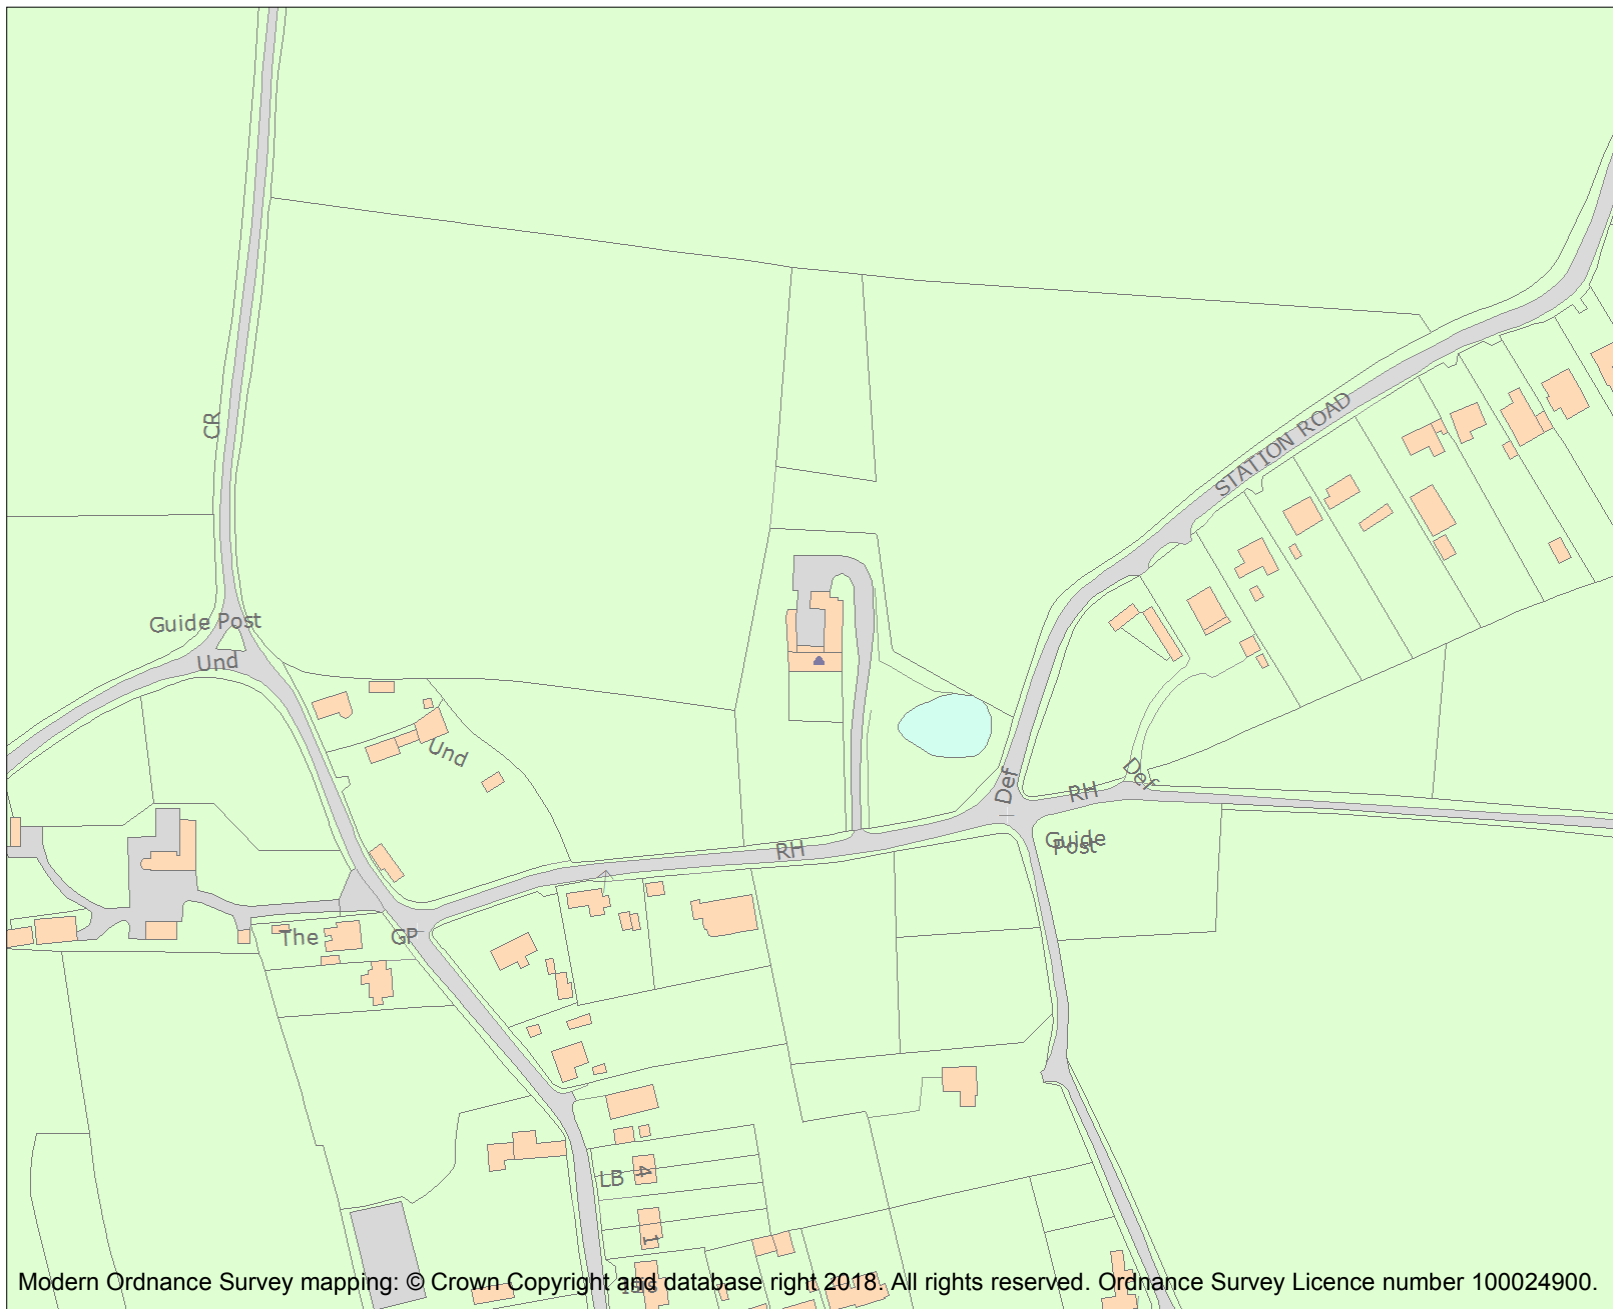 CR
STATION ROAD
Guide Post
Und
Und
Def
Def
RH
RH
Guide
Post
The
GP
LB
4
1
Modern Ordnance Survey mapping: © Crown Copyright and database right 2018. All rights reserved. Ordnance Survey Licence number 100024900.